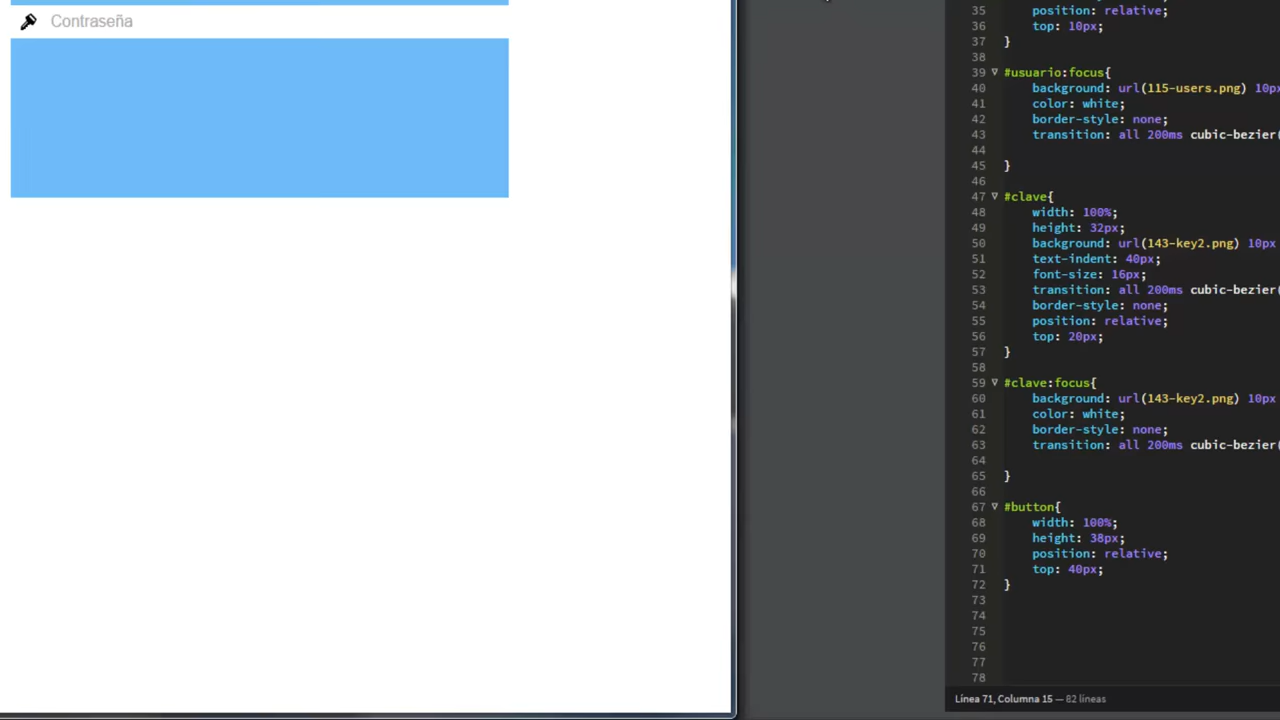 Contraseña
35 position: relative;
36 top: 10px;
37 }
38
39 #usuario:focus{
40 background: url(115-users.png) 10px
41 color: white;
42 border-style: none;
43 transition: all 200ms cubic-bezier(
44
45 }
46
47 #clave{
48 width: 100%;
49 height: 32px;
50 background: url(143-key2.png) 10px
51 text-indent: 40px;
52 font-size: 16px;
53 transition: all 200ms cubic-bezier(
54 border-style: none;
55 position: relative;
56 top: 20px;
57 }
58
59 #clave:focus{
60 background: url(143-key2.png) 10px
61 color: white;
62 border-style: none;
63 transition: all 200ms cubic-bezier(
64
65 }
66
67 #button{
68 width: 100%;
69 height: 38px;
70 position: relative;
71 top: 40px;
72 }
73
74
75
76
77
78
Línea 71, Columna 15 — 82 líneas